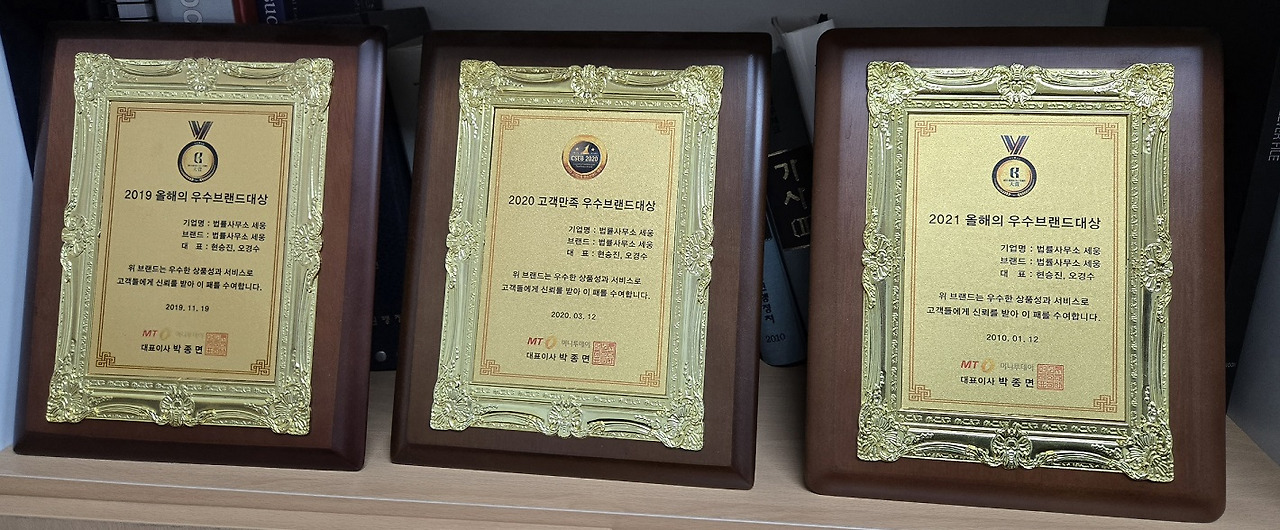 大賞
2019 올해의 우수브랜드대상
기업명 : 법률사무소 세웅
브랜드 : 법률사무소 세웅
대 표 : 현승진, 오경수
위 브랜드는 우수한 상품성과 서비스로
고객들에게 신뢰를 받아 이 패를 수여합니다.
2019. 11. 19
MT 머니투데이
대표이사 박 종 면
CSEB 2020
2020 고객만족 우수브랜드대상
기업명 : 법률사무소 세웅
브랜드 : 법률사무소 세웅
대 표 : 현승진, 오경수
위 브랜드는 우수한 상품성과 서비스로
고객들에게 신뢰를 받아 이 패를 수여합니다.
2020. 03. 12
MT 머니투데이
대표이사 박 종 면
大賞
2021 올해의 우수브랜드대상
기업명 : 법률사무소 세웅
브랜드 : 법률사무소 세웅
대 표 : 현승진, 오경수
위 브랜드는 우수한 상품성과 서비스로
고객들에게 신뢰를 받아 이 패를 수여합니다.
2010. 01. 12
MT 머니투데이
대표이사 박 종 면
기사
2010